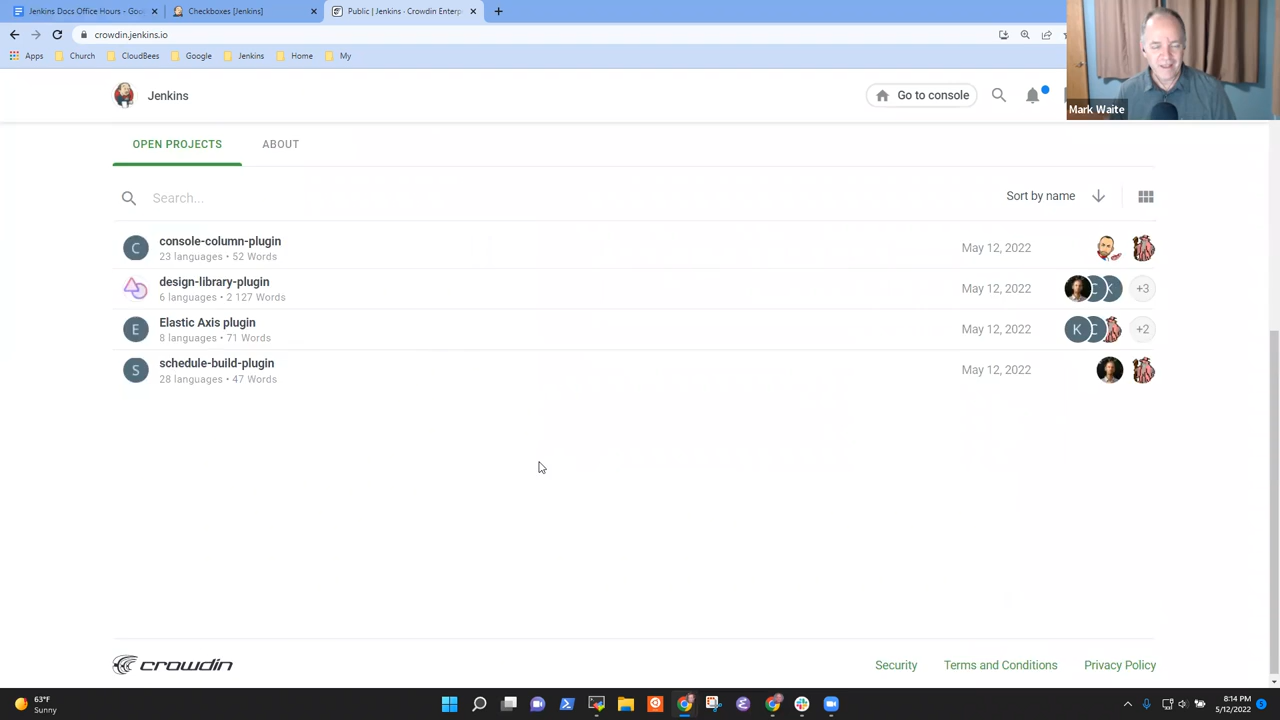 Jenkins Docs Office Hours - Goo
Checkboxes [Jenkins]
Public | Jenkins - Crowdin Enterp
crowdin.jenkins.io
Apps
Church
CloudBees
Google
Jenkins
Home
My
Mark Waite
Jenkins
Go to console
OPEN PROJECTS
ABOUT
Search...
Sort by name
console-column-plugin
23 languages • 52 Words
May 12, 2022
design-library-plugin
6 languages • 2 127 Words
May 12, 2022
C
K
+3
Elastic Axis plugin
8 languages • 71 Words
May 12, 2022
K
C
+2
schedule-build-plugin
28 languages • 47 Words
May 12, 2022
C
E
S
crowdin
Security
Terms and Conditions
Privacy Policy
63°F
Sunny
8:14 PM
5/12/2022